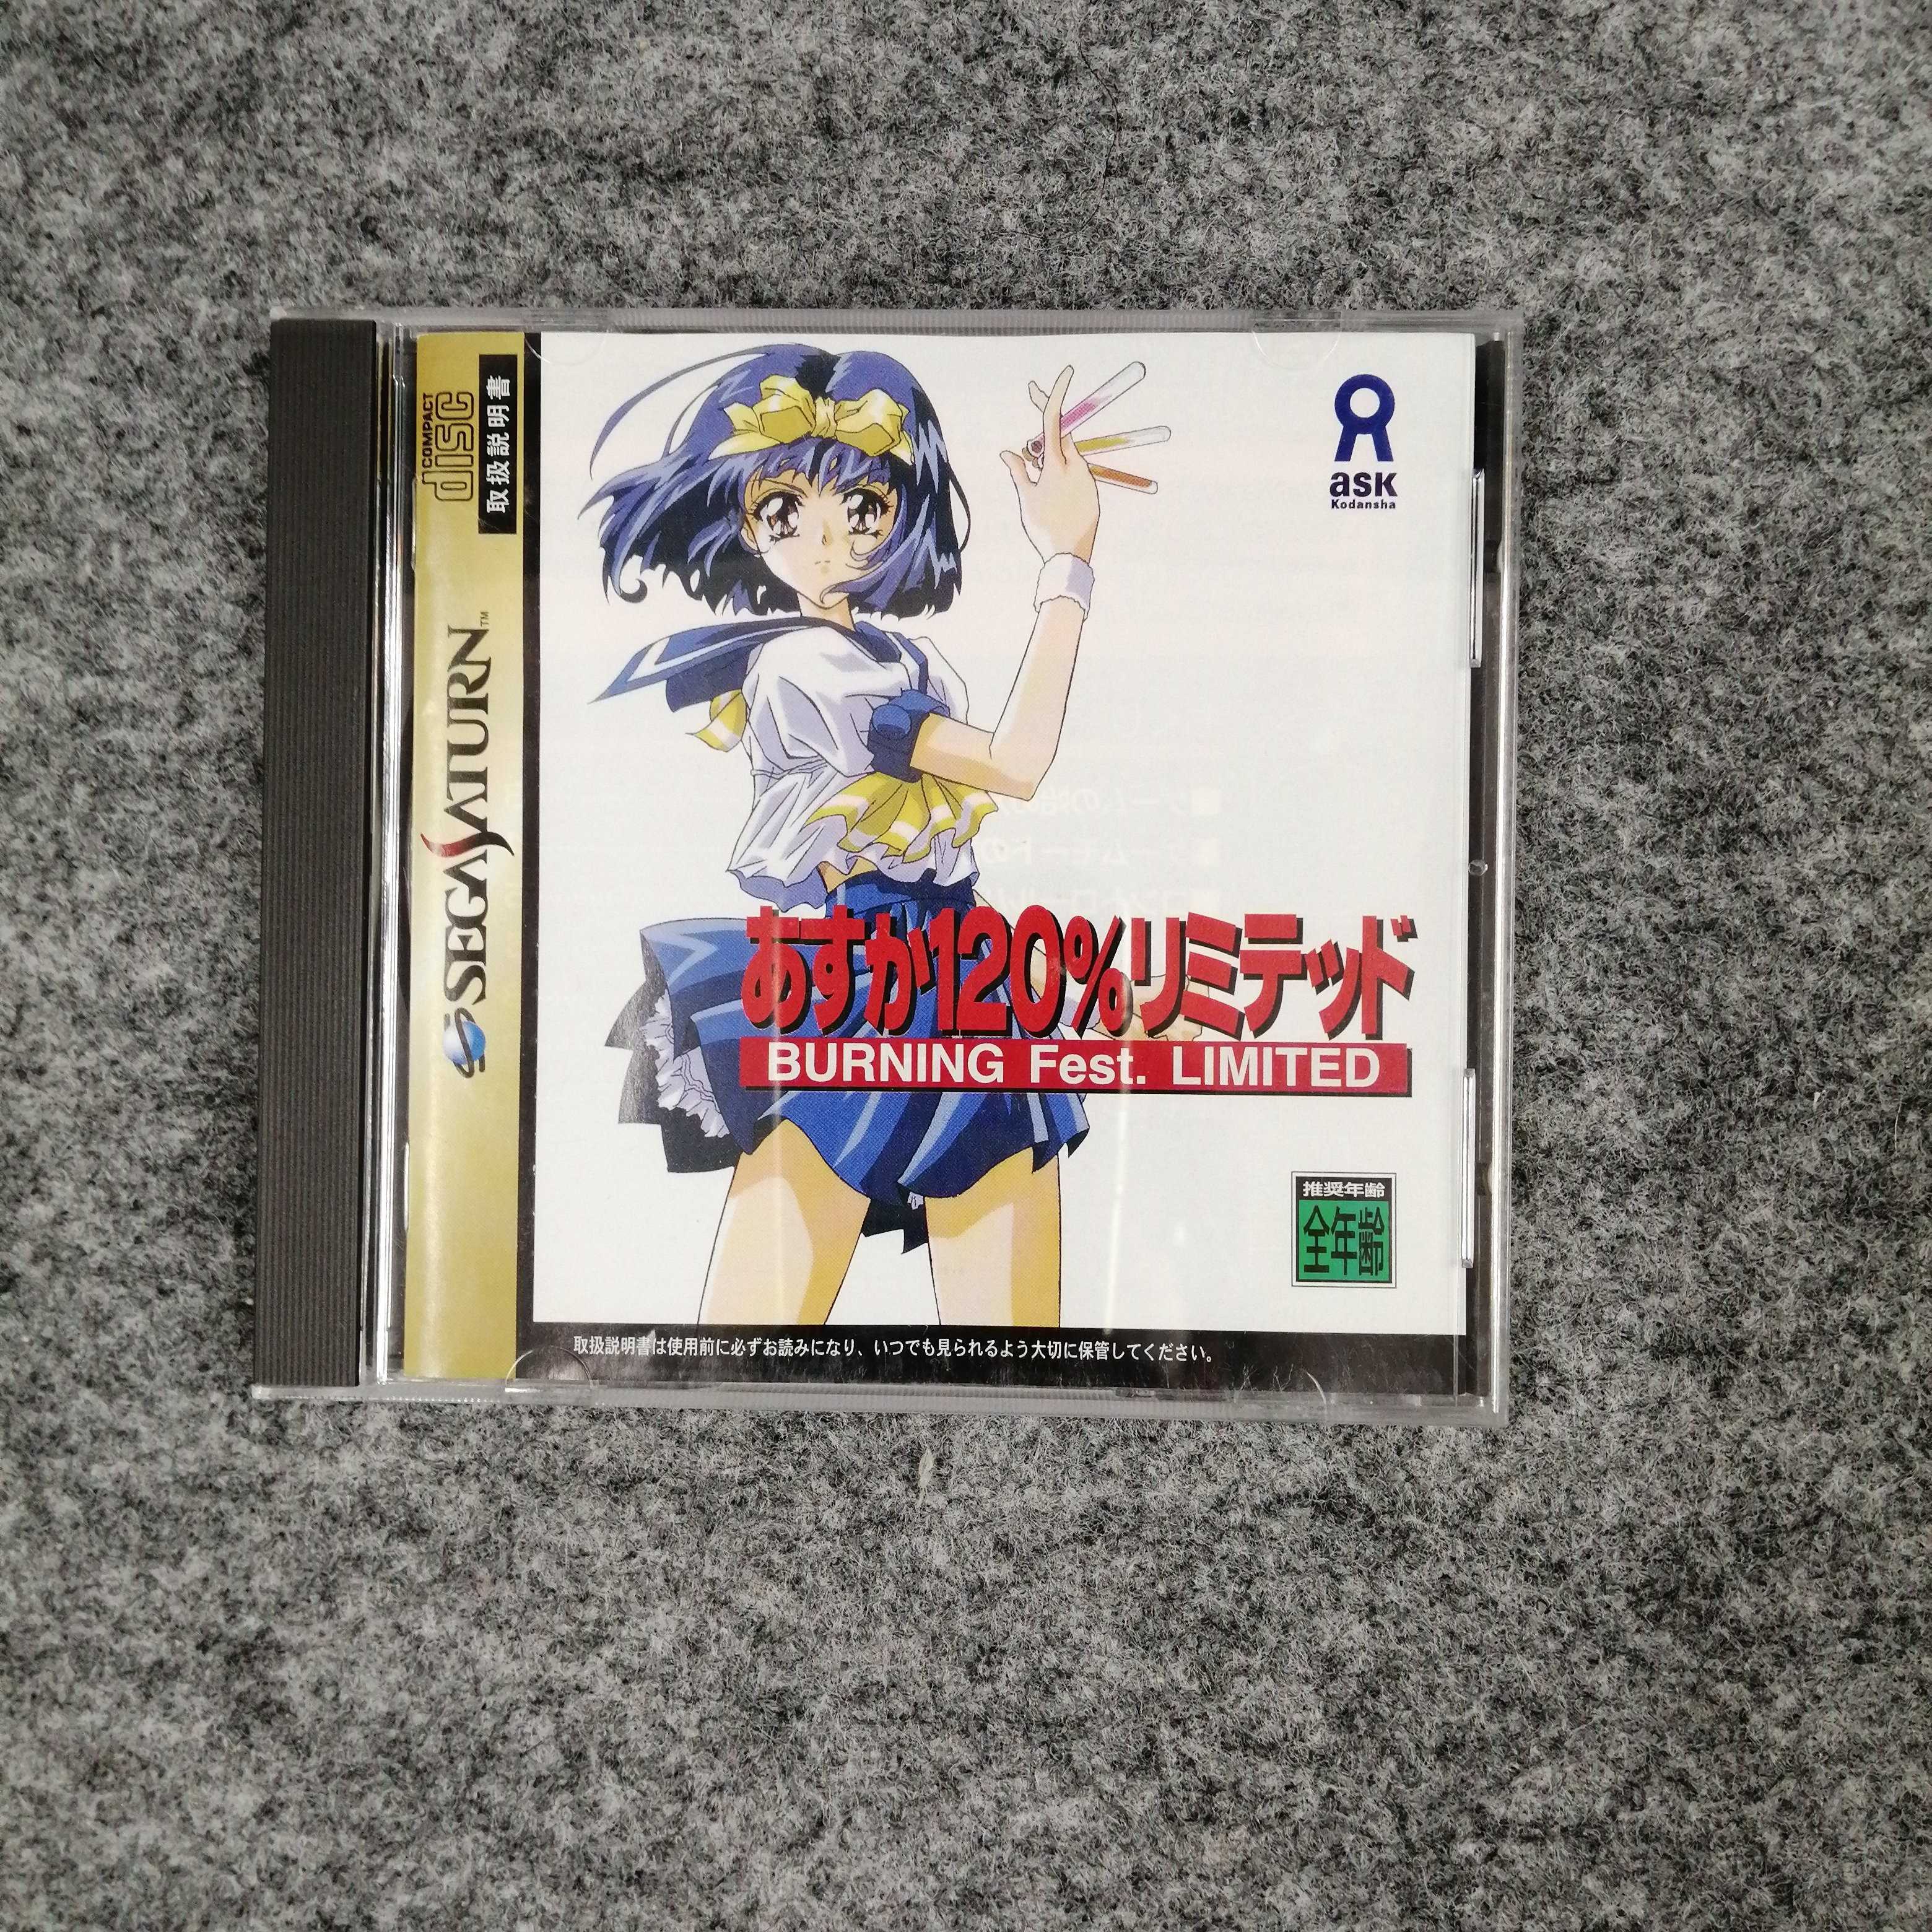 COMPACT
disc
取扱説明書
SEGA SATURN™
ask
Kodansha
あすか120%リミテッド
BURNING Fest. LIMITED
推奨年齢
全年齢
取扱説明書は使用前に必ずお読みになり、いつでも見られるよう大切に保管してください。